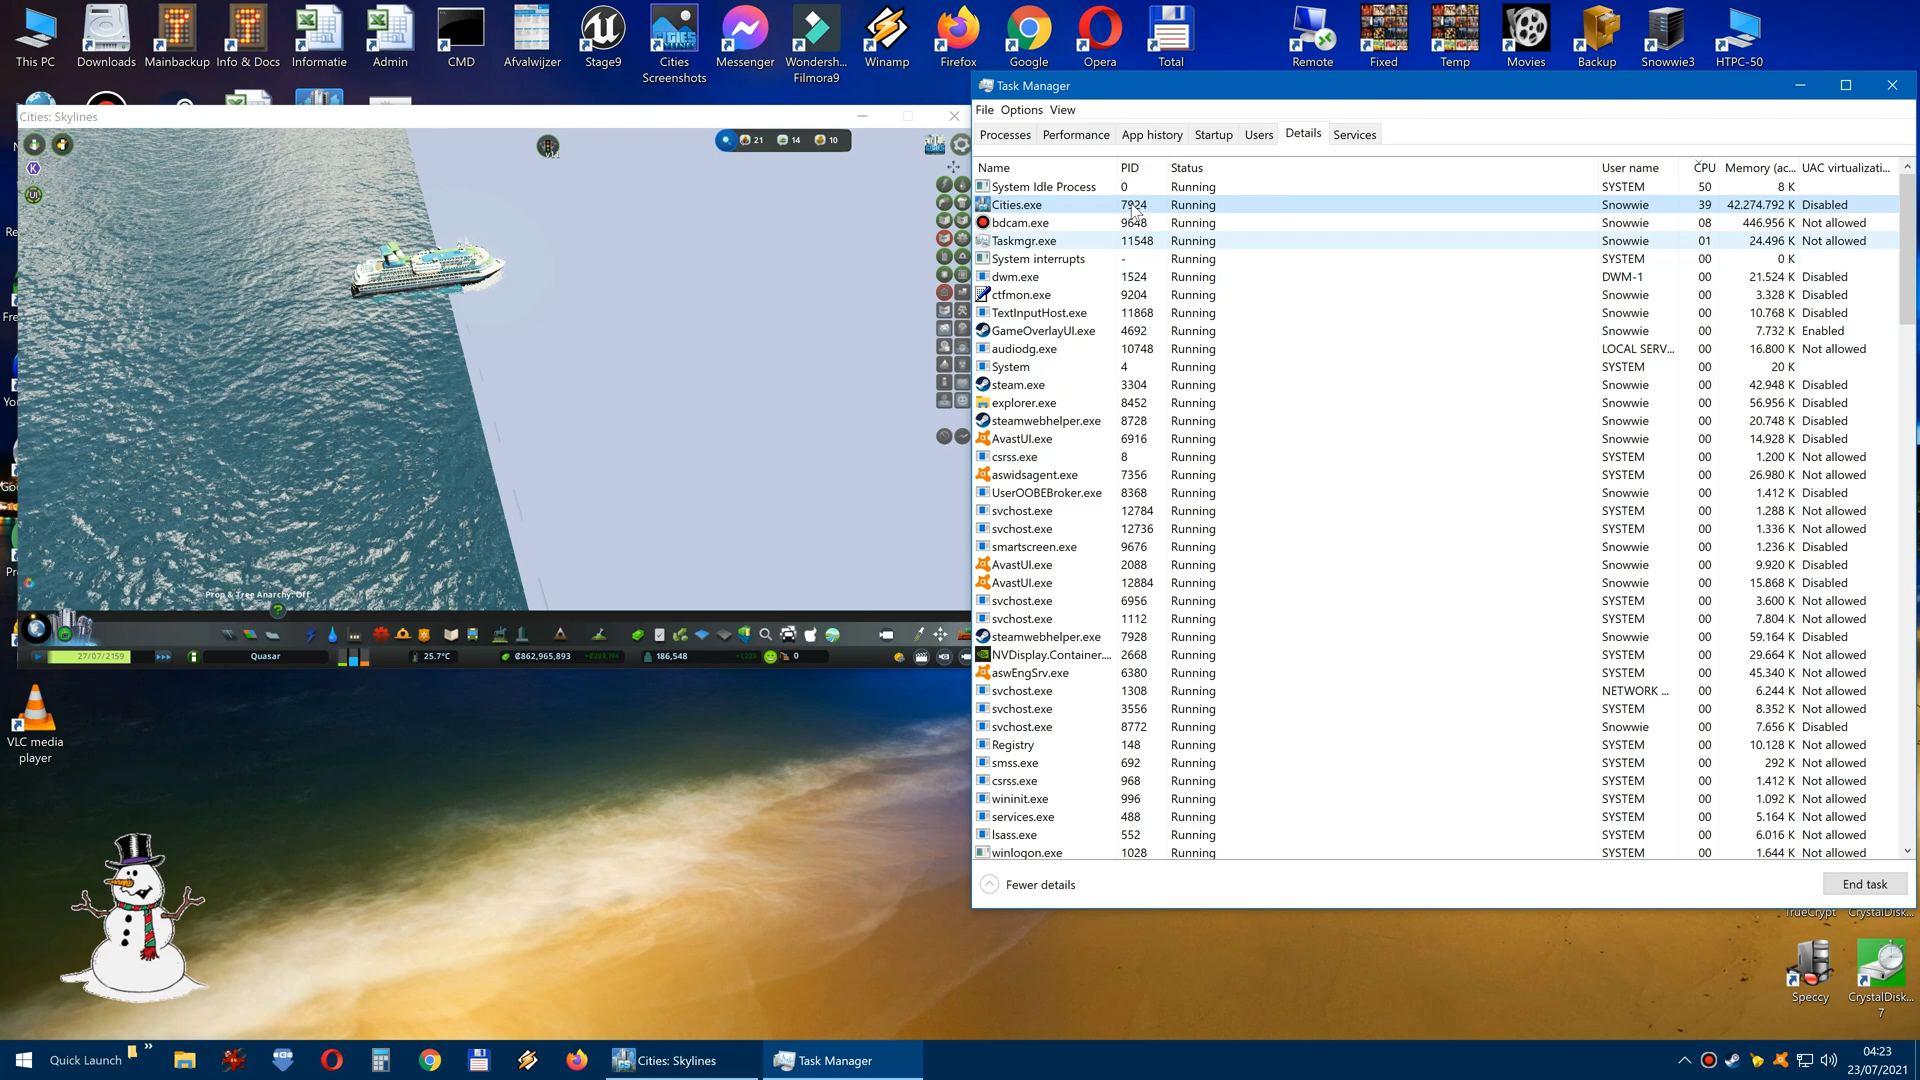 This PC
Downloads
Mainbackup
Info & Docs
Informatie
Admin
CMD
Afvalwijzer
Stage9
Cities Screenshots
Messenger
Wondersh... Filmora9
Winamp
Firefox
Google
Opera
Total
Remote
Fixed
Temp
Movies
Backup
Snowwie3
HTPC-50
Cities: Skylines
21 14 10
Prop & Tree Anarchy: Off
27/07/2159
Quasar
25.7°C
₡862,965,893
186,548
0
VLC media player
Task Manager
File Options View
Processes Performance App history Startup Users Details Services
Name PID Status User name CPU Memory (ac... UAC virtualizati...
System Idle Process 0 Running SYSTEM 50 8 K
Cities.exe 7924 Running Snowwie 39 42.274.792 K Disabled
bdcam.exe 9648 Running Snowwie 08 446.956 K Not allowed
Taskmgr.exe 11548 Running Snowwie 01 24.496 K Not allowed
System interrupts - Running SYSTEM 00 0 K
dwm.exe 1524 Running DWM-1 00 21.524 K Disabled
ctfmon.exe 9204 Running Snowwie 00 3.328 K Disabled
TextInputHost.exe 11868 Running Snowwie 00 10.768 K Disabled
GameOverlayUI.exe 4692 Running Snowwie 00 7.732 K Enabled
audiodg.exe 10748 Running LOCAL SERV... 00 16.800 K Not allowed
System 4 Running SYSTEM 00 20 K
steam.exe 3304 Running Snowwie 00 42.948 K Disabled
explorer.exe 8452 Running Snowwie 00 56.956 K Disabled
steamwebhelper.exe 8728 Running Snowwie 00 20.748 K Disabled
AvastUI.exe 6916 Running Snowwie 00 14.928 K Disabled
csrss.exe 8 Running SYSTEM 00 1.200 K Not allowed
aswidsagent.exe 7356 Running SYSTEM 00 26.980 K Not allowed
UserOOBEBroker.exe 8368 Running Snowwie 00 1.412 K Disabled
svchost.exe 12784 Running SYSTEM 00 1.288 K Not allowed
svchost.exe 12736 Running SYSTEM 00 1.336 K Not allowed
smartscreen.exe 9676 Running Snowwie 00 1.236 K Disabled
AvastUI.exe 2088 Running Snowwie 00 9.920 K Disabled
AvastUI.exe 12884 Running Snowwie 00 15.868 K Disabled
svchost.exe 6956 Running SYSTEM 00 3.600 K Not allowed
svchost.exe 1112 Running SYSTEM 00 7.804 K Not allowed
steamwebhelper.exe 7928 Running Snowwie 00 59.164 K Disabled
NVDisplay.Container.... 2668 Running SYSTEM 00 29.664 K Not allowed
aswEngSrv.exe 6380 Running SYSTEM 00 45.340 K Not allowed
svchost.exe 1308 Running NETWORK ... 00 6.244 K Not allowed
svchost.exe 3556 Running SYSTEM 00 8.352 K Not allowed
svchost.exe 8772 Running Snowwie 00 7.656 K Disabled
Registry 148 Running SYSTEM 00 10.128 K Not allowed
smss.exe 692 Running SYSTEM 00 292 K Not allowed
csrss.exe 968 Running SYSTEM 00 1.412 K Not allowed
wininit.exe 996 Running SYSTEM 00 1.092 K Not allowed
services.exe 488 Running SYSTEM 00 5.164 K Not allowed
lsass.exe 552 Running SYSTEM 00 6.016 K Not allowed
winlogon.exe 1028 Running SYSTEM 00 1.644 K Not allowed
Fewer details
End task
TrueCrypt
CrystalDisk...
Speccy
CrystalDisk... 7
Quick Launch
»
Cities: Skylines
Task Manager
04:23
23/07/2021